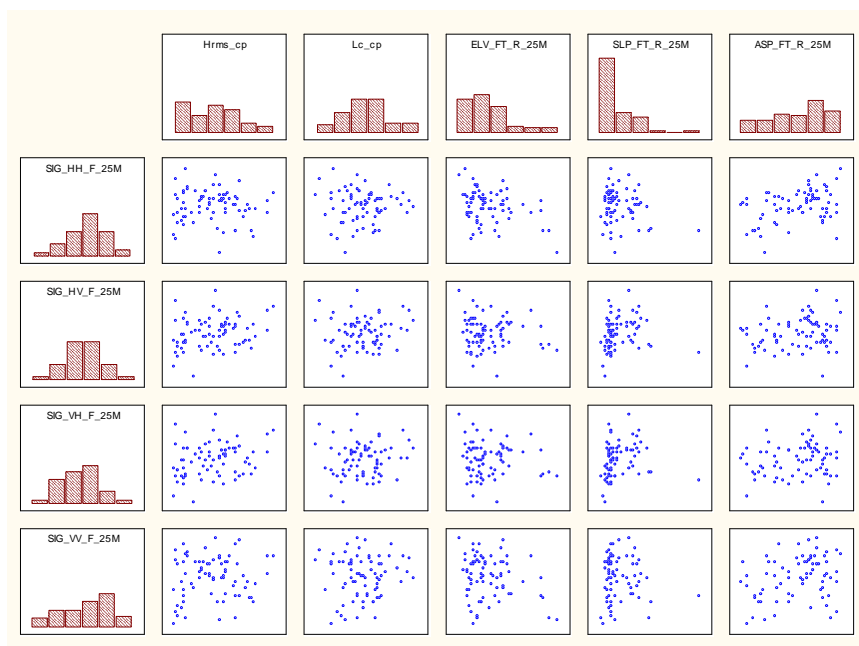 Hrms_cp
Lc_cp
ELV_FT_R_25M
SLP_FT_R_25M
ASP_FT_R_25M
SIG_HH_F_25M
SIG_HV_F_25M
SIG_VH_F_25M
SIG_VV_F_25M